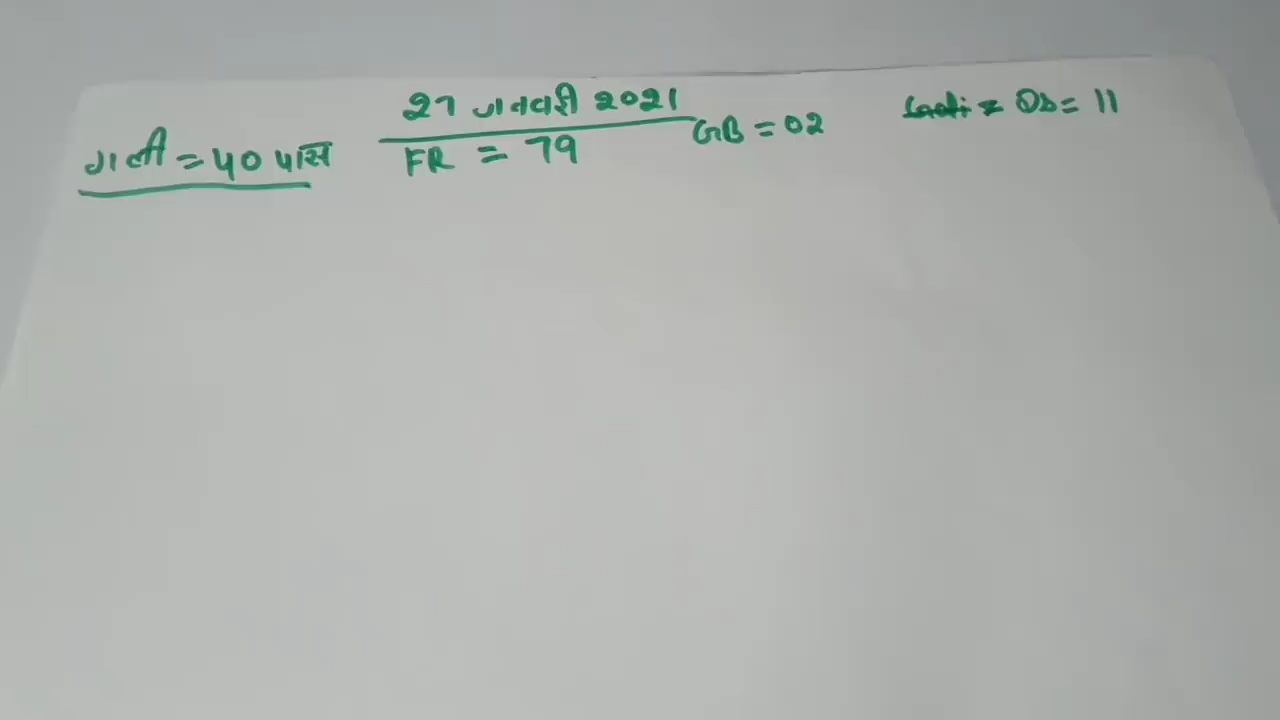 27 जनवरी 2021
गली = 40 पास FR = 79 GB = 02 = DS = 11